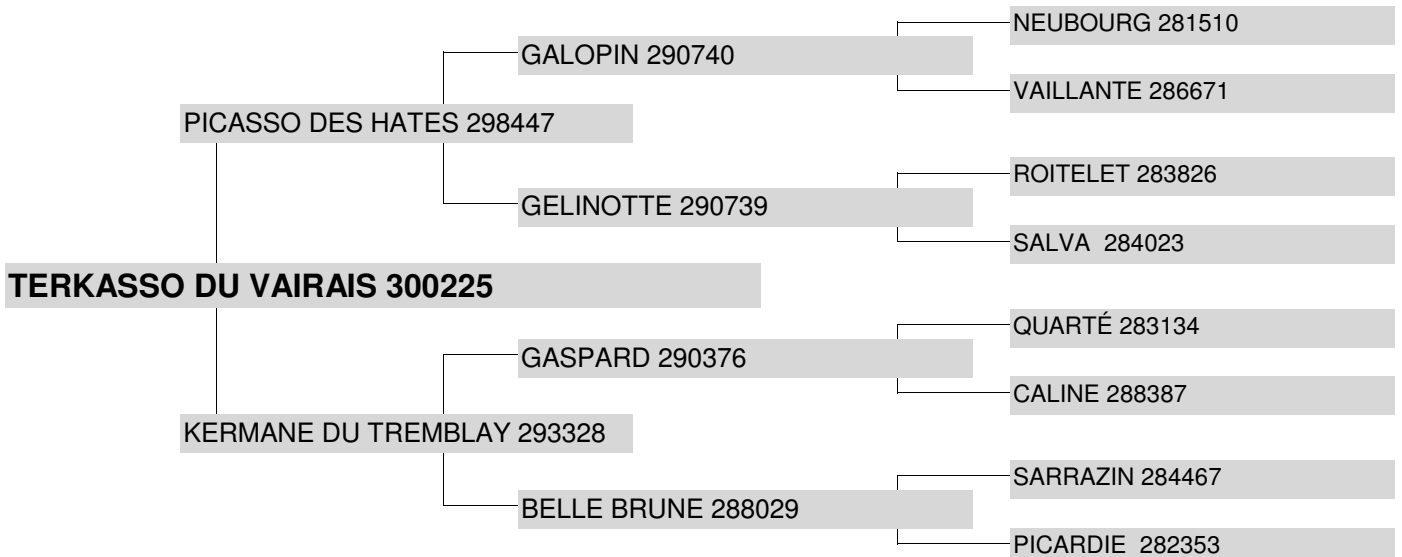 NEUBOURG 281510
GALOPIN 290740
VAILLANTE 286671
PICASSO DES HATES 298447
ROITELET 283826
GELINOTTE 290739
SALVA  284023
TERKASSO DU VAIRAIS 300225
QUARTÉ 283134
GASPARD 290376
CALINE 288387
KERMANE DU TREMBLAY 293328
SARRAZIN 284467
BELLE BRUNE 288029
PICARDIE  282353